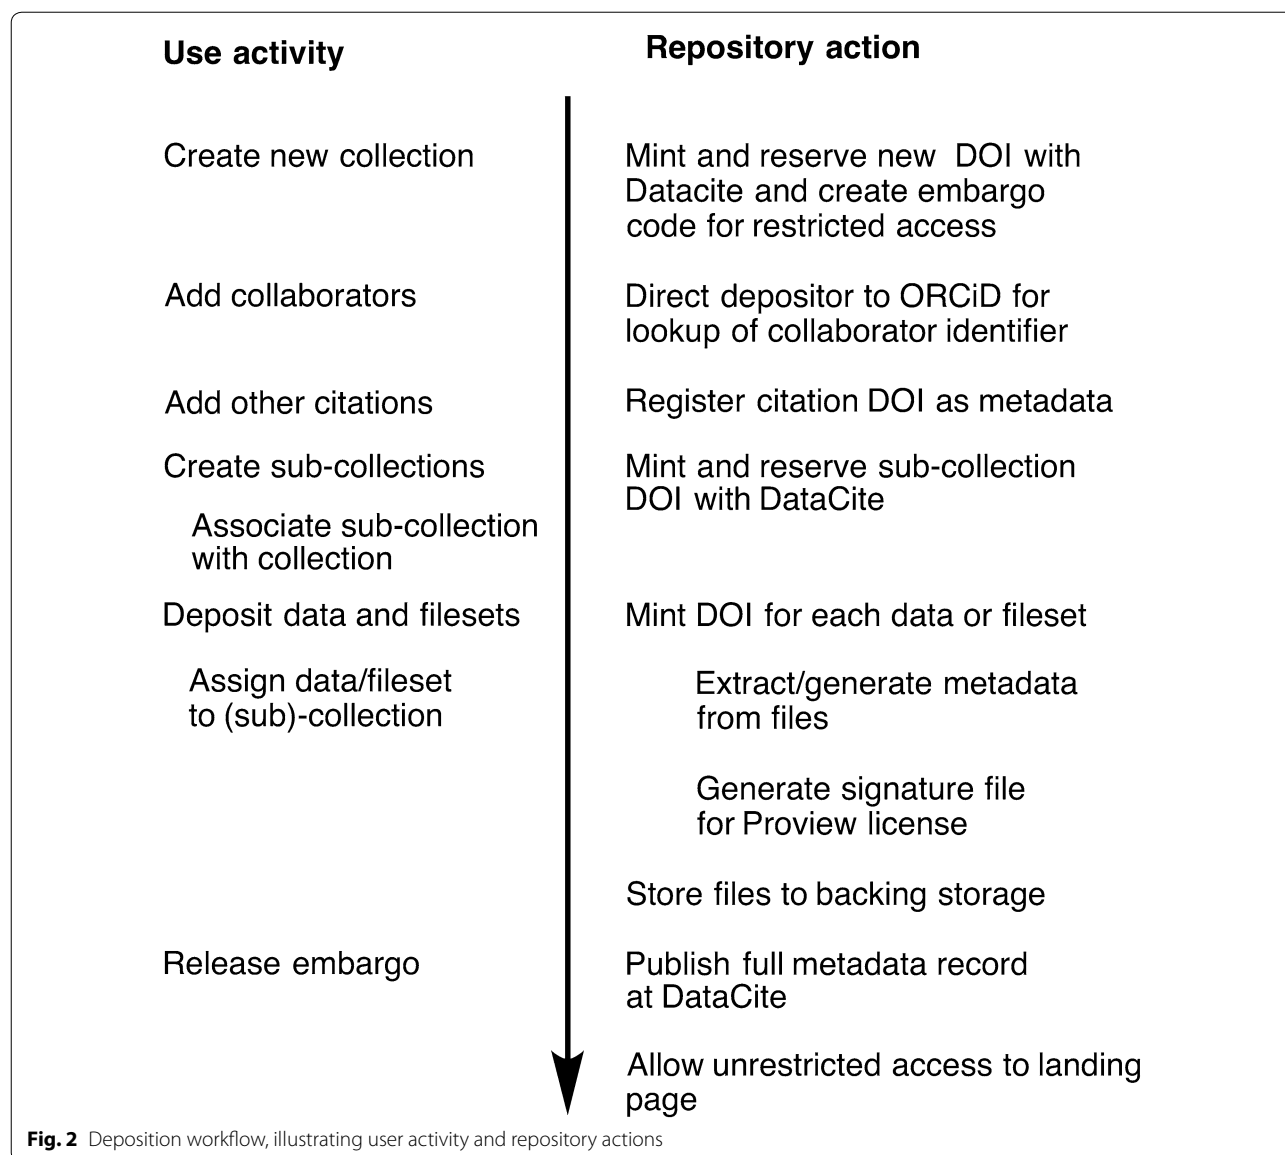 Use activity
Repository action
Create new collection
Mint and reserve new DOI with
Datacite and create embargo
code for restricted access
Add collaborators
Direct depositor to ORCiD for
lookup of collaborator identifier
Add other citations
Register citation DOI as metadata
Create sub-collections
Mint and reserve sub-collection
DOI with DataCite
Associate sub-collection
with collection
Deposit data and filesets
Mint DOI for each data or fileset
Assign data/fileset
to (sub)-collection
Extract/generate metadata
from files
Generate signature file
for Proview license
Store files to backing storage
Release embargo
Publish full metadata record
at DataCite
Allow unrestricted access to landing
page
Fig. 2 Deposition workflow, illustrating user activity and repository actions